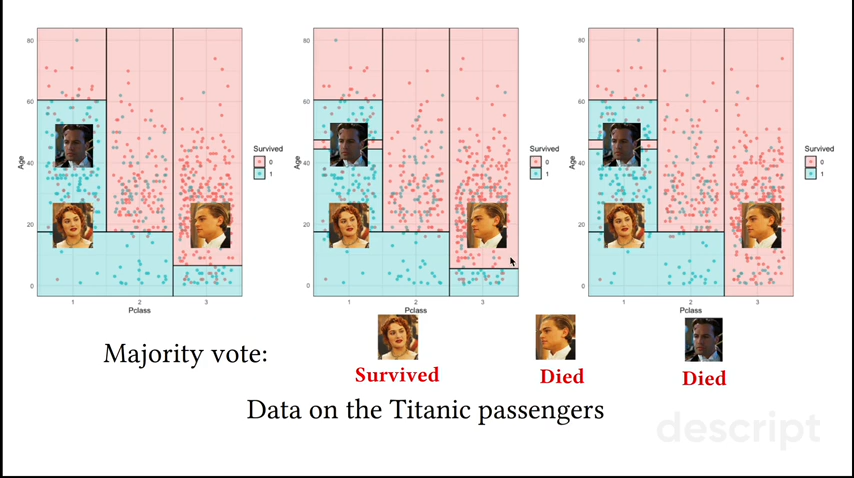 80
60
40
20
0
Age
1 2 3
Pclass
Survived
0
1
80
60
40
20
0
Age
1 2 3
Pclass
Survived
0
1
80
60
40
20
0
Age
1 2 3
Pclass
Survived
0
1
Majority vote:
Survived Died Died
Data on the Titanic passengers
descript